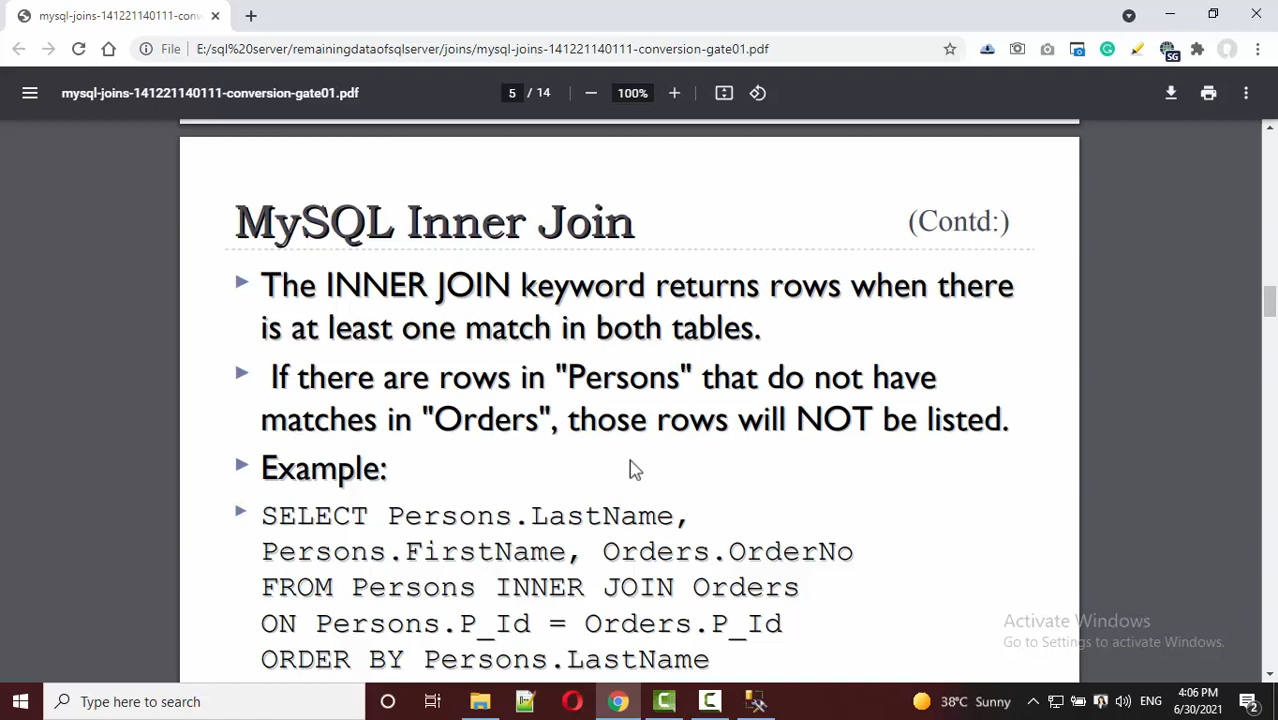 mysql-joins-141221140111-conv
File E:/sql%20server/remainingdataofsqlserver/joins/mysql-joins-141221140111-conversion-gate01.pdf
SG
mysql-joins-141221140111-conversion-gate01.pdf 5 / 14 100%
MySQL Inner Join (Contd:)
The INNER JOIN keyword returns rows when there
is at least one match in both tables.
If there are rows in "Persons" that do not have
matches in "Orders", those rows will NOT be listed.
Example:
SELECT Persons.LastName,
Persons.FirstName, Orders.OrderNo
FROM Persons INNER JOIN Orders
ON Persons.P_Id = Orders.P_Id
ORDER BY Persons.LastName
Activate Windows
Go to Settings to activate Windows.
Type here to search
38°C Sunny
ENG
4:06 PM
6/30/2021
2